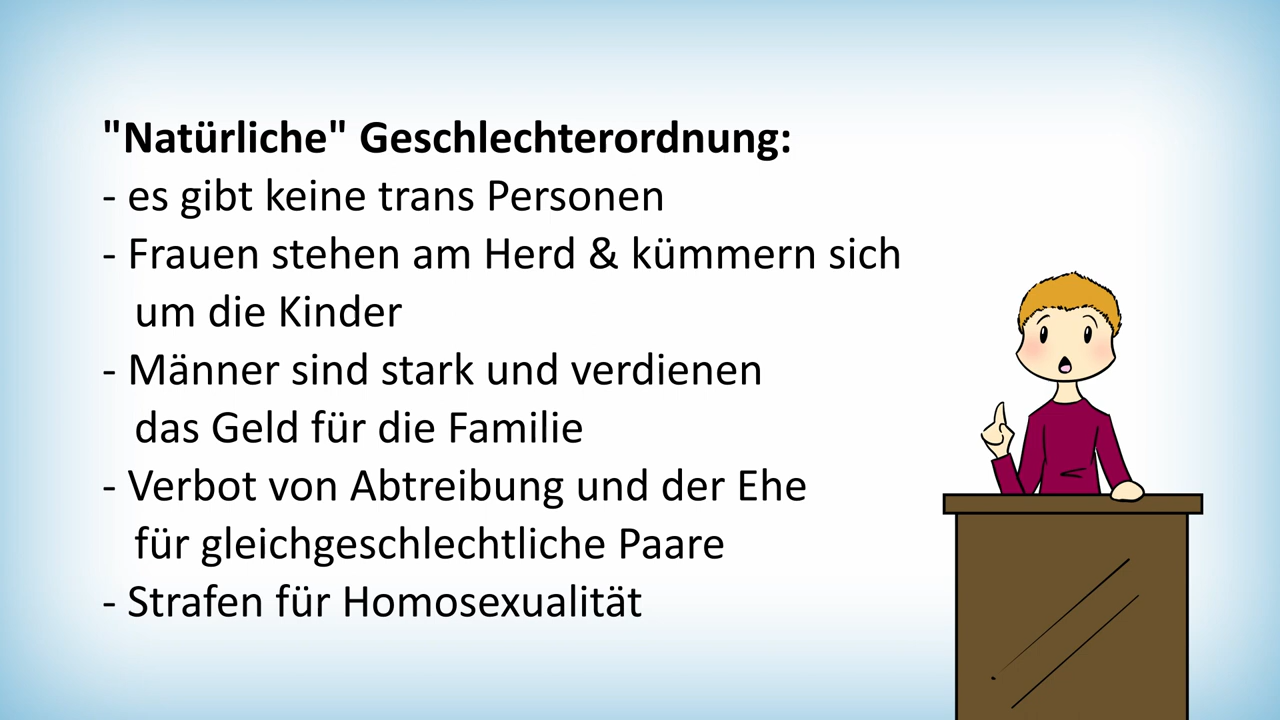 "Natürliche" Geschlechterordnung:
- es gibt keine trans Personen
- Frauen stehen am Herd & kümmern sich
um die Kinder
- Männer sind stark und verdienen
das Geld für die Familie
- Verbot von Abtreibung und der Ehe
für gleichgeschlechtliche Paare
- Strafen für Homosexualität